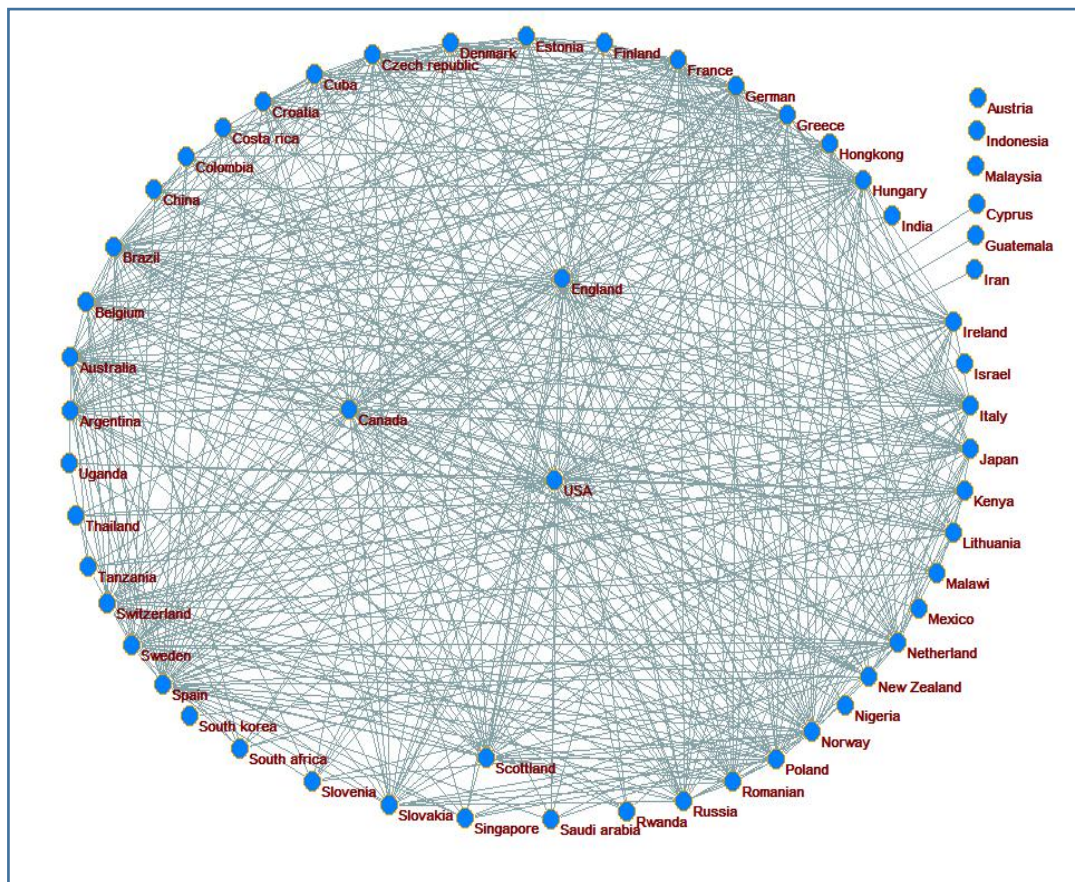 Denmark
Estonia
Finland
Czech republic
France
Cuba
German
Croatia
Greece
Costa rica
Hongkong
Colombia
Hungary
China
India
Austria
Indonesia
Malaysia
Cyprus
Guatemala
Iran
Brazil
England
Belgium
Ireland
Australia
Israel
Argentina
Canada
Italy
Uganda
Japan
USA
Kenya
Thailand
Lithuania
Tanzania
Malawi
Switzerland
Mexico
Sweden
Netherland
Spain
New Zealand
South korea
Nigeria
South africa
Norway
Scottland
Poland
Slovenia
Romanian
Slovakia
Russia
Singapore
Saudi arabia
Rwanda